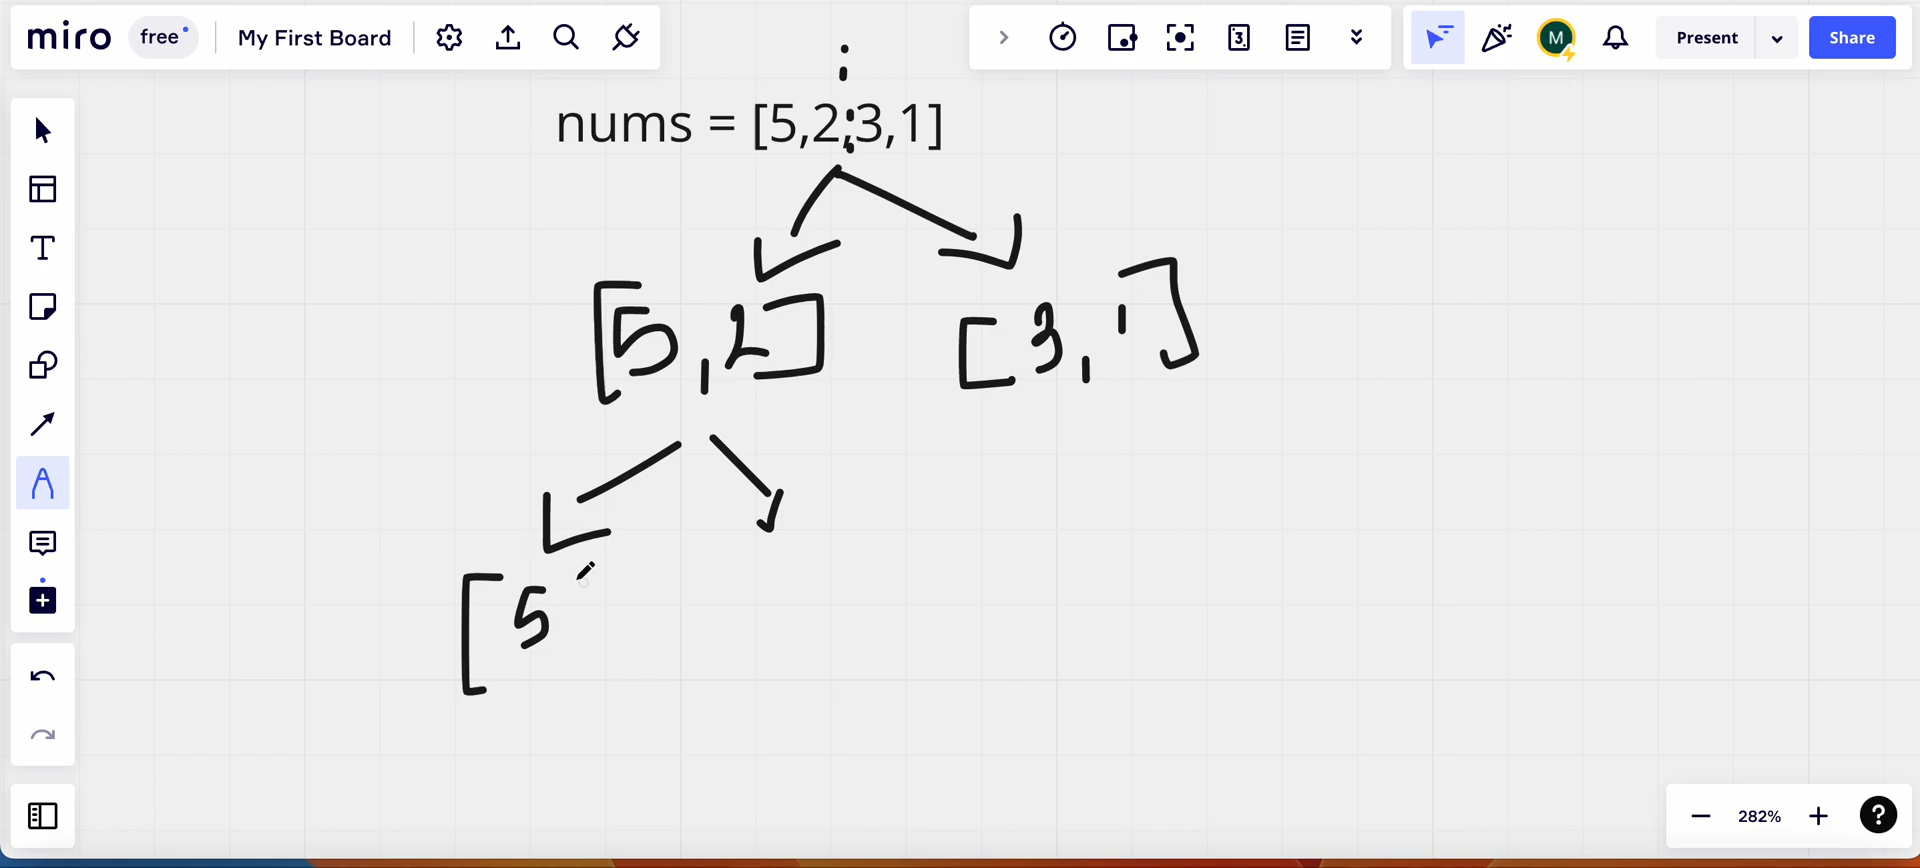 miro free My First Board Present Share
nums = [5,2,3,1]
[5,2] [3,1]
[5
282%